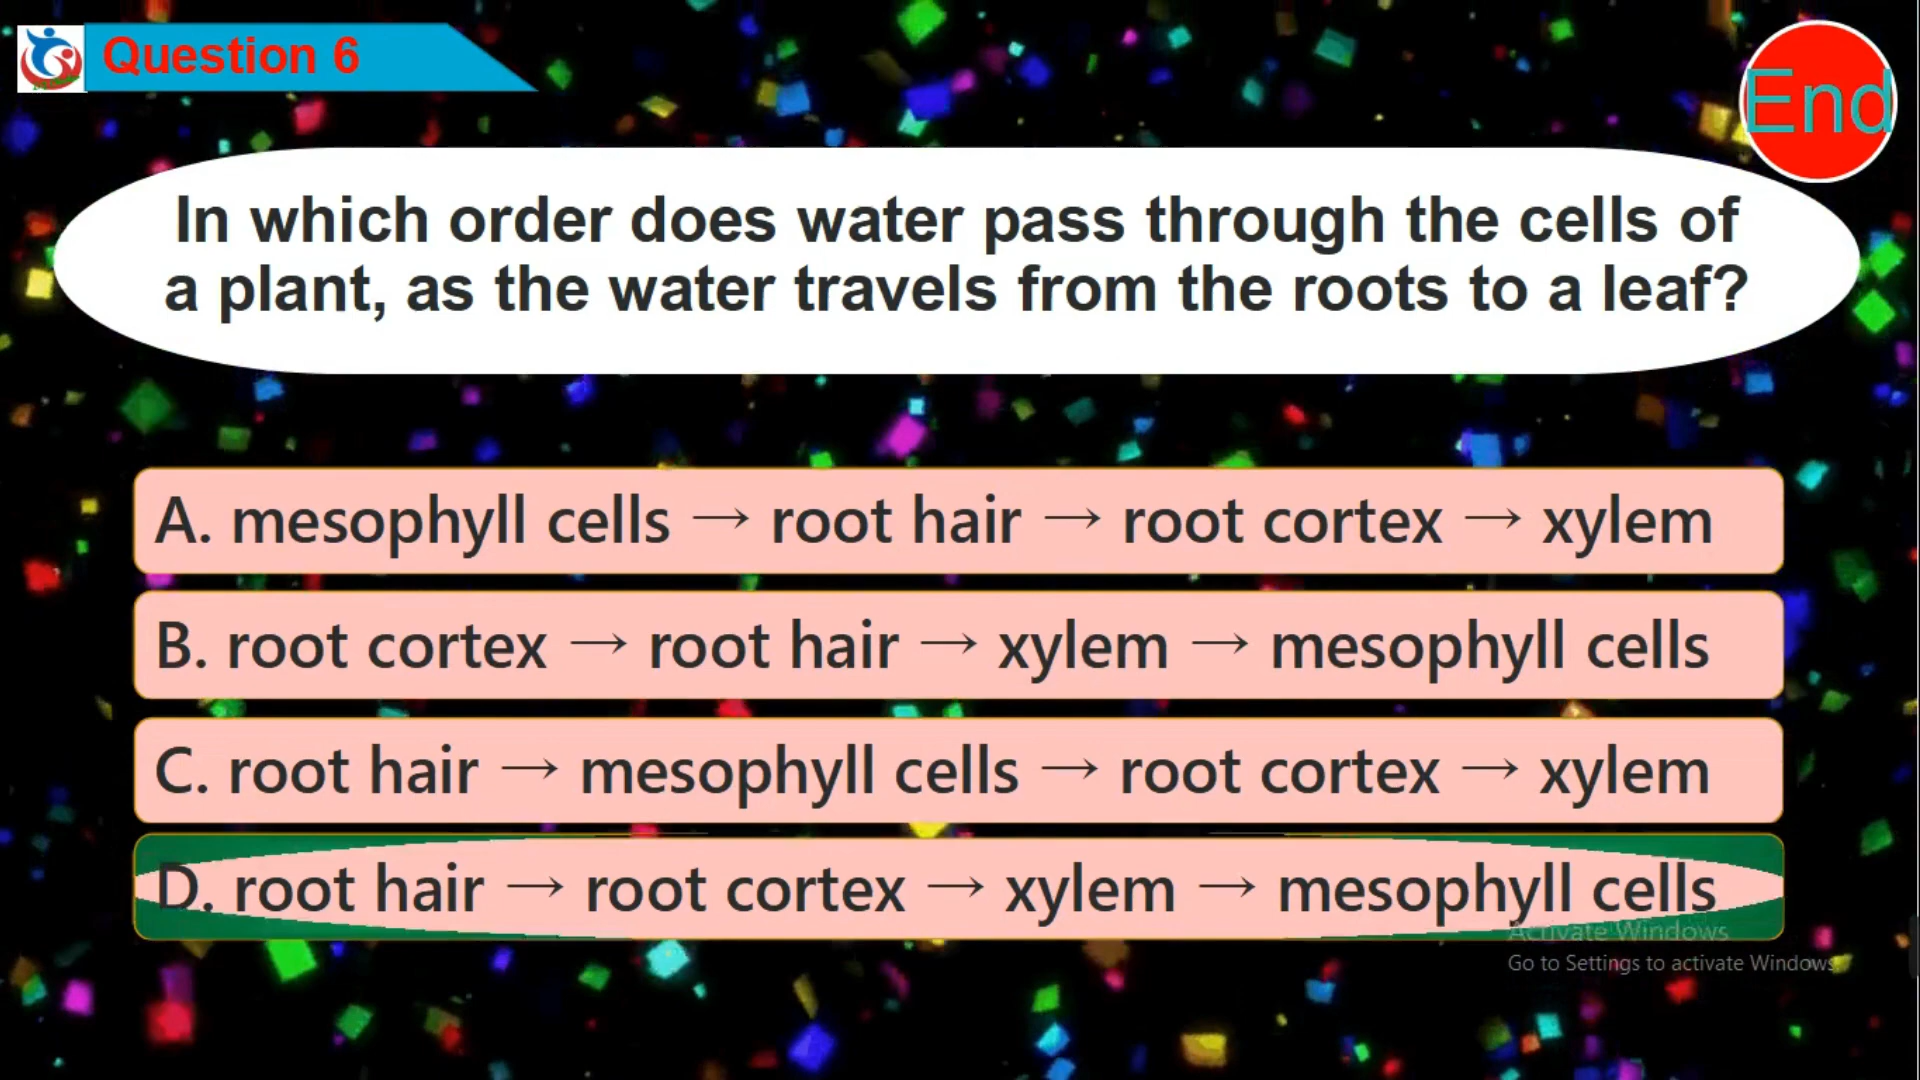 Question 6
End
In which order does water pass through the cells of
a plant, as the water travels from the roots to a leaf?
A. mesophyll cells → root hair → root cortex → xylem
B. root cortex → root hair → xylem → mesophyll cells
C. root hair → mesophyll cells → root cortex → xylem
D. root hair → root cortex → xylem → mesophyll cells
Activate Windows
Go to Settings to activate Windows.